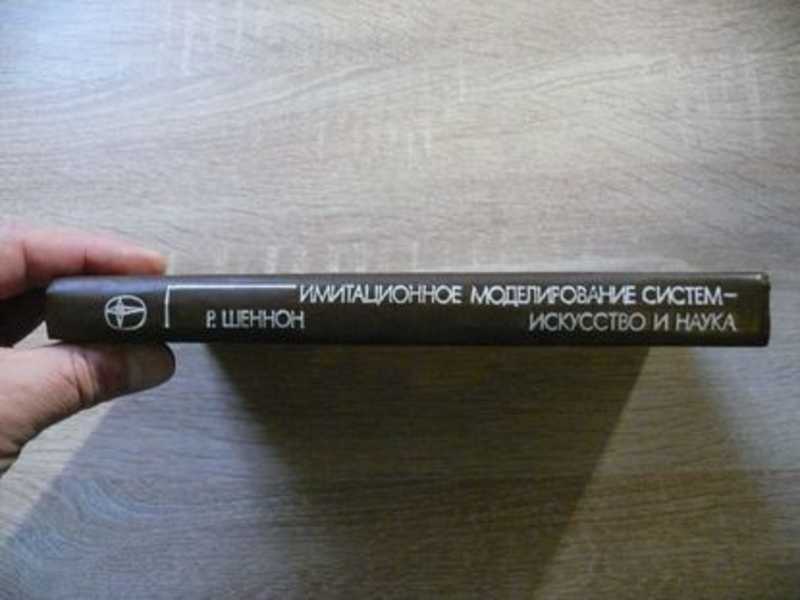 Р. ШЕННОН
ИМИТАЦИОННОЕ МОДЕЛИРОВАНИЕ СИСТЕМ—
ИСКУССТВО И НАУКА